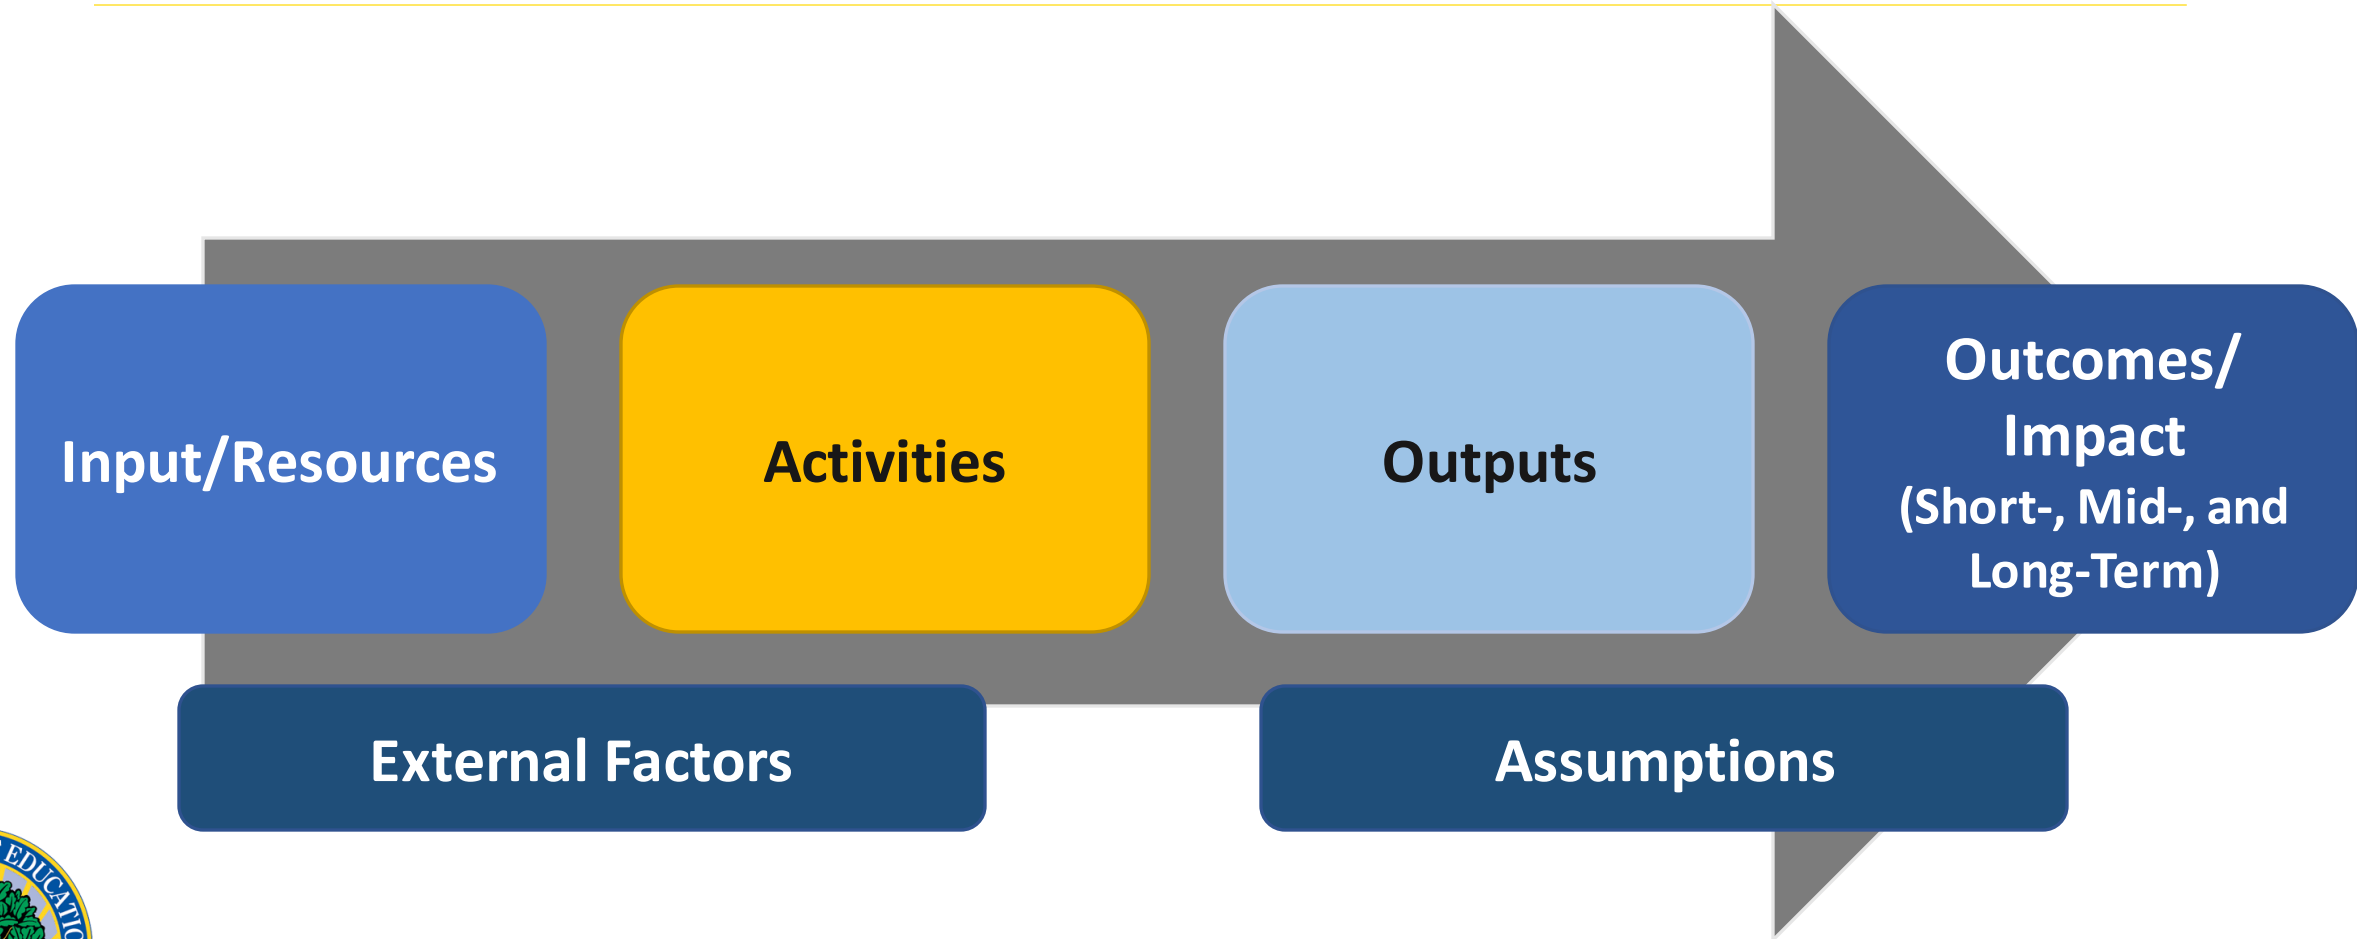 Input/Resources
Activities
Outputs
Outcomes/
Impact
(Short-, Mid-, and
Long-Term)
External Factors
Assumptions